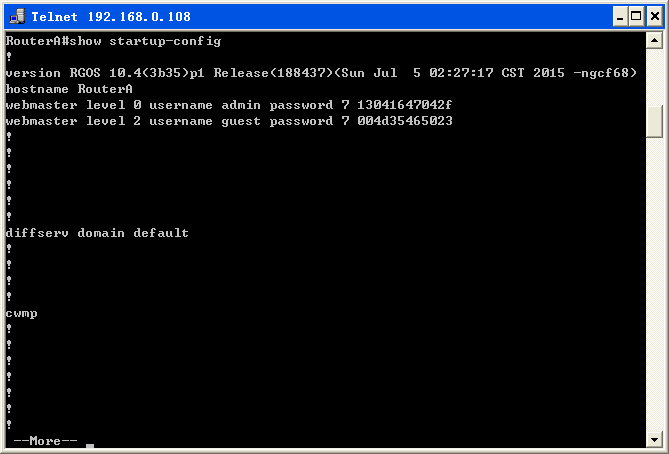 Telnet 192.168.0.108
RouterA#show startup-config
!
version RGOS 10.4(3b35)p1 Release(188437)(Sun Jul  5 02:27:17 CST 2015 -ngcf68)
hostname RouterA
webmaster level 0 username admin password 7 13041647042f
webmaster level 2 username guest password 7 004d35465023
!
!
!
!
!
!
diffserv domain default
!
!
!
!
cwmp
!
!
!
!
!
!
!
 --More--